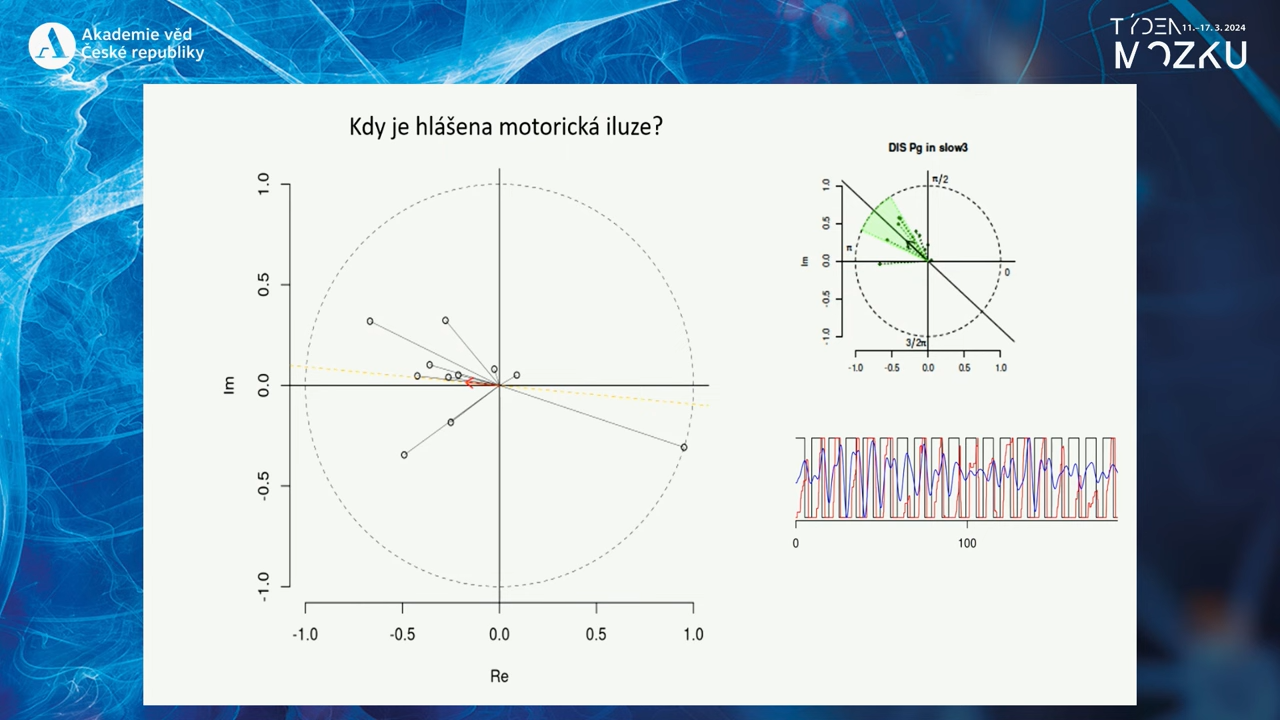 Akademie věd
České republiky
TÝDEN 11.–17. 3. 2024
MOZKU
Kdy je hlášena motorická iluze?
1.0
0.5
0.0
-0.5
-1.0
Im
-1.0 -0.5 0.0 0.5 1.0
Re
DIS Pg in slow3
π/2
1.0
0.5
0.0
-0.5
-1.0
Im
π
0
3/2π
-1.0 -0.5 0.0 0.5 1.0
0 100